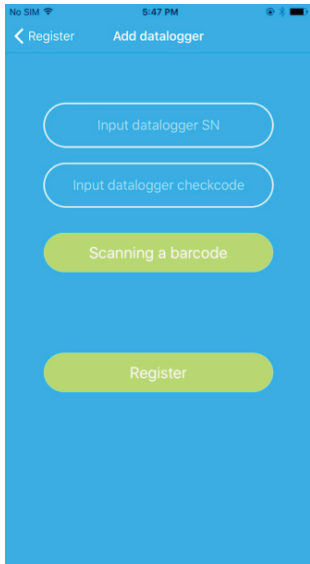 No SIM 5:47 PM
Register Add datalogger
Input datalogger SN
Input datalogger checkcode
Scanning a barcode
Register